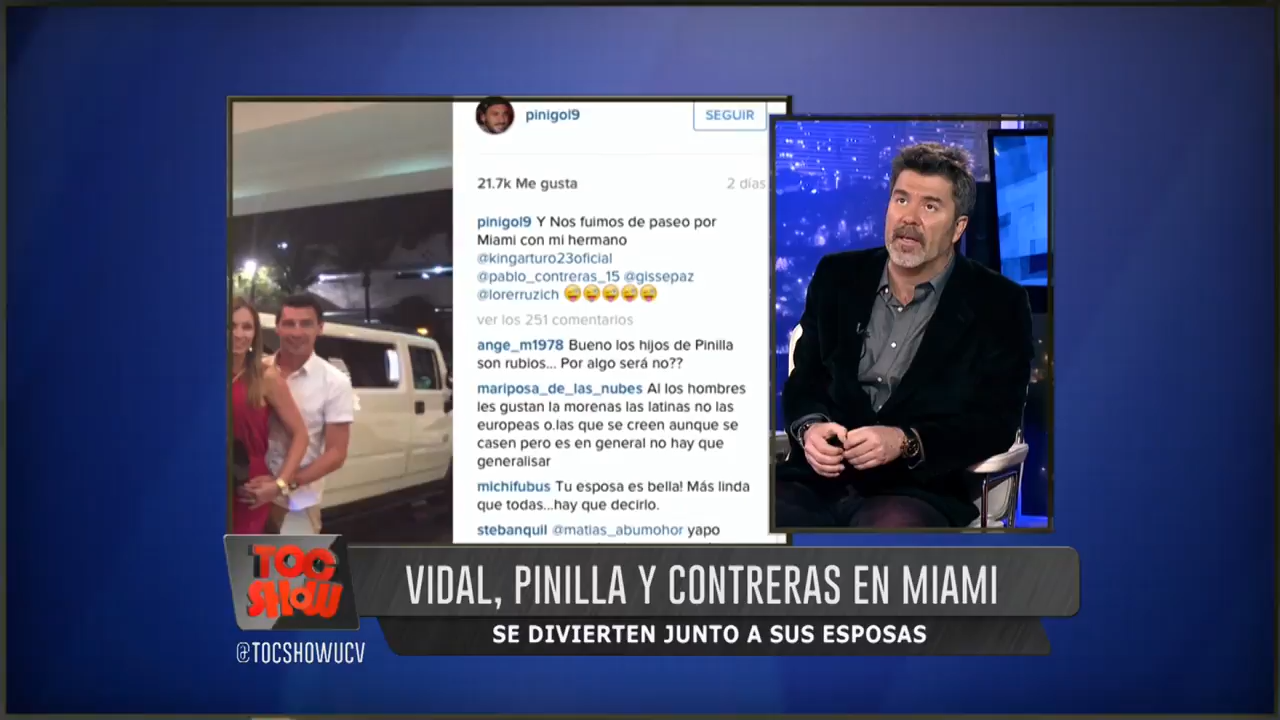 pinigol9
SEGUIR
21.7k Me gusta
2 días
pinigol9 Y Nos fuimos de paseo por
Miami con mi hermano
@kingarturo23oficial
@pablo_contreras_15 @gissepaz
@lorerruzich
ver los 251 comentarios
ange_m1978 Bueno los hijos de Pinilla
son rubios... Por algo será no??
mariposa_de_las_nubes Al los hombres
les gustan la morenas las latinas no las
europeas o.las que se creen aunque se
casen pero es en general no hay que
generalisar
michifubus Tu esposa es bella! Más linda
que todas...hay que decirlo.
stebanquil @matias_abumohor yapo
TOC
SHOW
VIDAL, PINILLA Y CONTRERAS EN MIAMI
SE DIVIERTEN JUNTO A SUS ESPOSAS
@TOCSHOWUCV